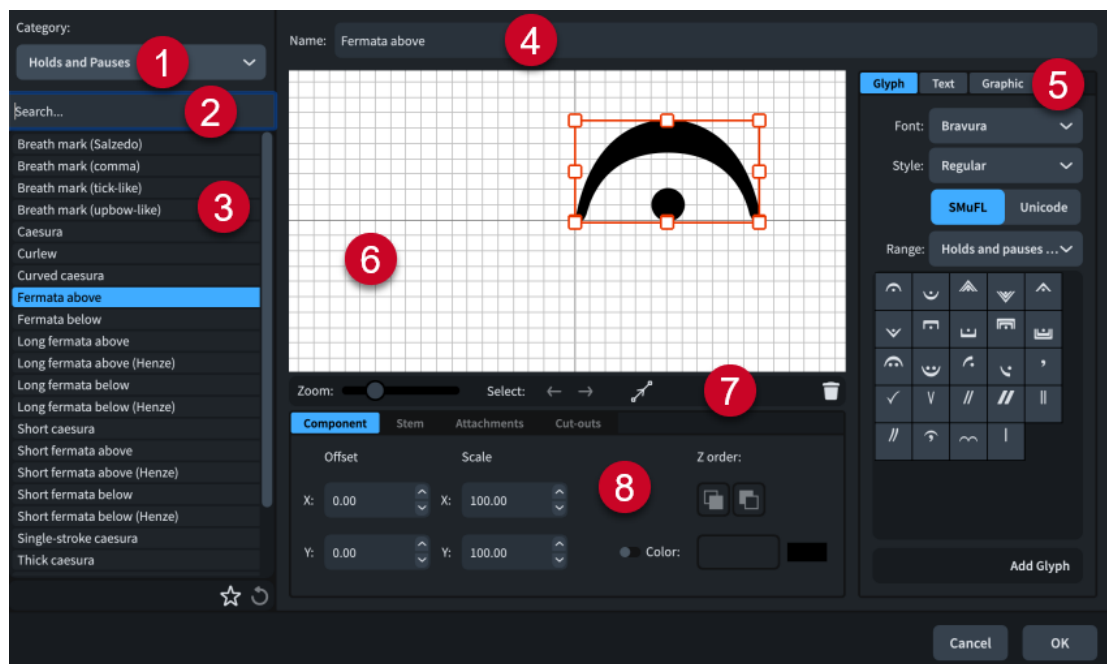 Category:
Holds and Pauses
1
Search...
2
Breath mark (Salzedo)
Breath mark (comma)
Breath mark (tick-like)
Breath mark (upbow-like)
3
Caesura
Curlew
Curved caesura
Fermata above
Fermata below
Long fermata above
Long fermata above (Henze)
Long fermata below
Long fermata below (Henze)
Short caesura
Short fermata above
Short fermata above (Henze)
Short fermata below
Short fermata below (Henze)
Single-stroke caesura
Thick caesura
Name: Fermata above
4
6
Zoom: Select:
7
Component Stem Attachments Cut-outs
Offset Scale Z order:
X: 0.00 X: 100.00
8
Y: 0.00 Y: 100.00 Color:
Glyph Text Graphic
5
Font: Bravura
Style: Regular
SMuFL Unicode
Range: Holds and pauses ...
Add Glyph
Cancel OK